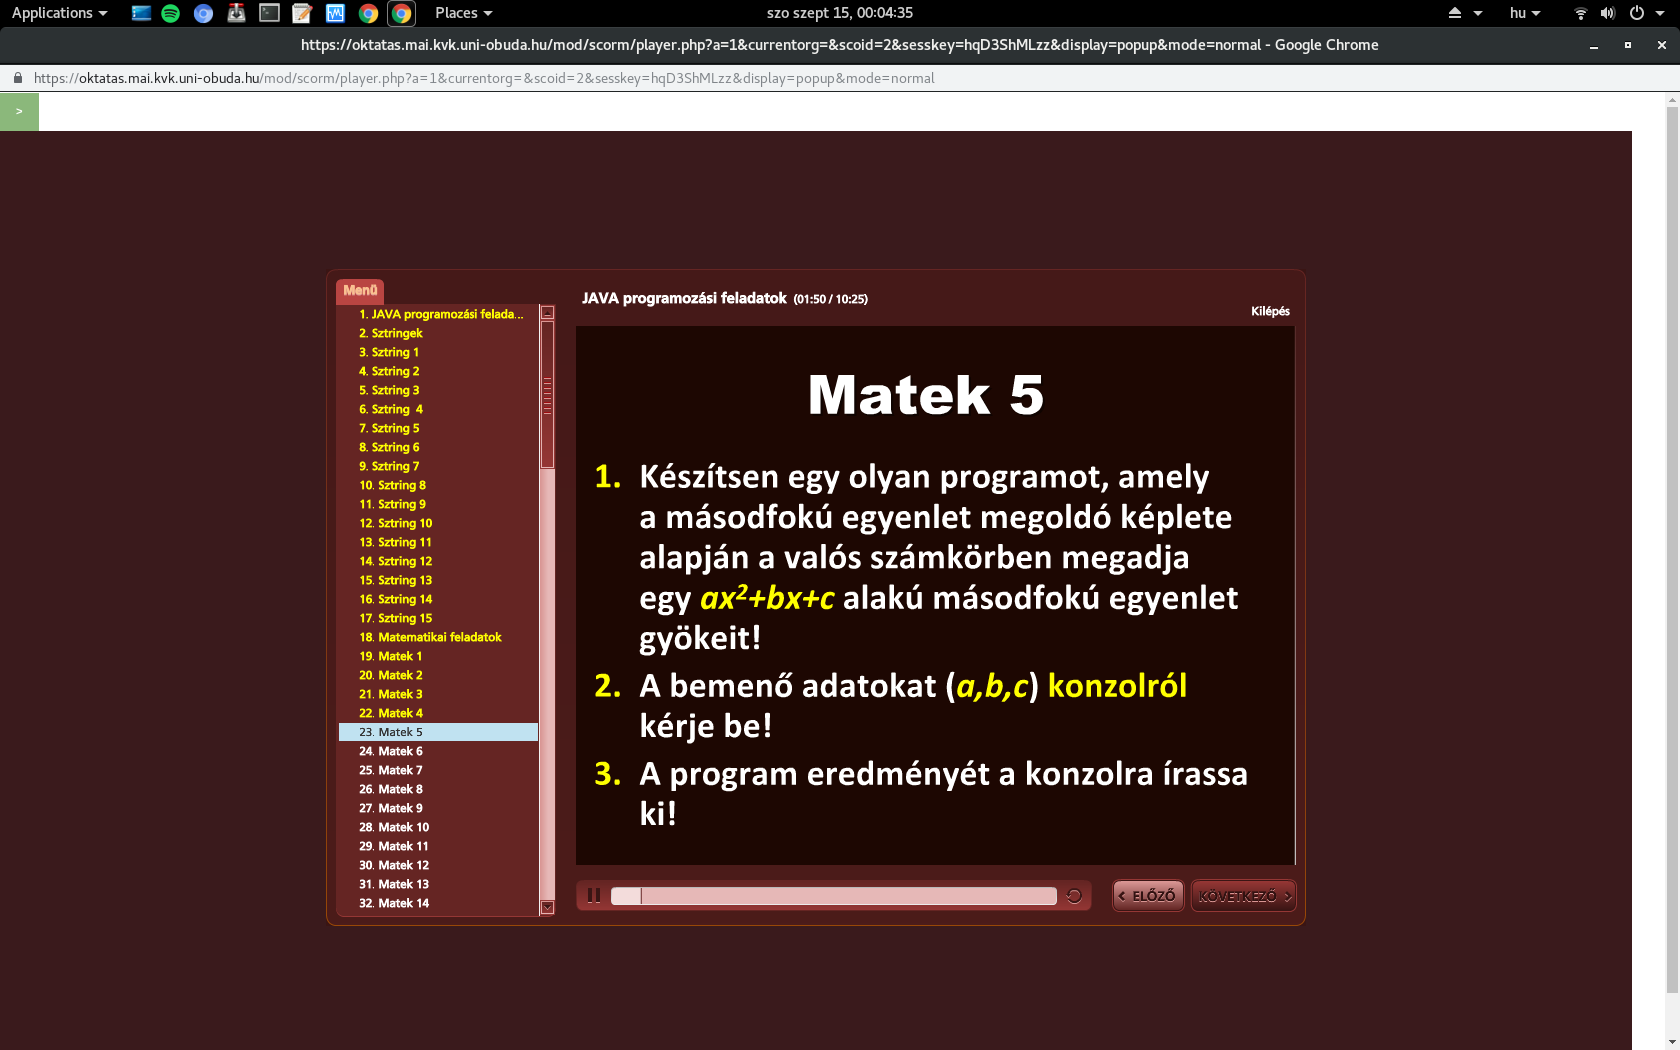 Applications
Places
szo szept 15, 00:04:35
hu
https://oktatas.mai.kvk.uni-obuda.hu/mod/scorm/player.php?a=1&currentorg=&scoid=2&sesskey=hqD3ShMLzz&display=popup&mode=normal - Google Chrome
https://oktatas.mai.kvk.uni-obuda.hu/mod/scorm/player.php?a=1&currentorg=&scoid=2&sesskey=hqD3ShMLzz&display=popup&mode=normal
>
Menü
1. JAVA programozási felada...
2. Sztringek
3. Sztring 1
4. Sztring 2
5. Sztring 3
6. Sztring 4
7. Sztring 5
8. Sztring 6
9. Sztring 7
10. Sztring 8
11. Sztring 9
12. Sztring 10
13. Sztring 11
14. Sztring 12
15. Sztring 13
16. Sztring 14
17. Sztring 15
18. Matematikai feladatok
19. Matek 1
20. Matek 2
21. Matek 3
22. Matek 4
23. Matek 5
24. Matek 6
25. Matek 7
26. Matek 8
27. Matek 9
28. Matek 10
29. Matek 11
30. Matek 12
31. Matek 13
32. Matek 14
JAVA programozási feladatok (01:50 / 10:25)
Kilépés
Matek 5
1. Készítsen egy olyan programot, amely
a másodfokú egyenlet megoldó képlete
alapján a valós számkörben megadja
egy ax²+bx+c alakú másodfokú egyenlet
gyökeit!
2. A bemenő adatokat (a,b,c) konzolról
kérje be!
3. A program eredményét a konzolra írassa
ki!
< ELŐZŐ
KÖVETKEZŐ >